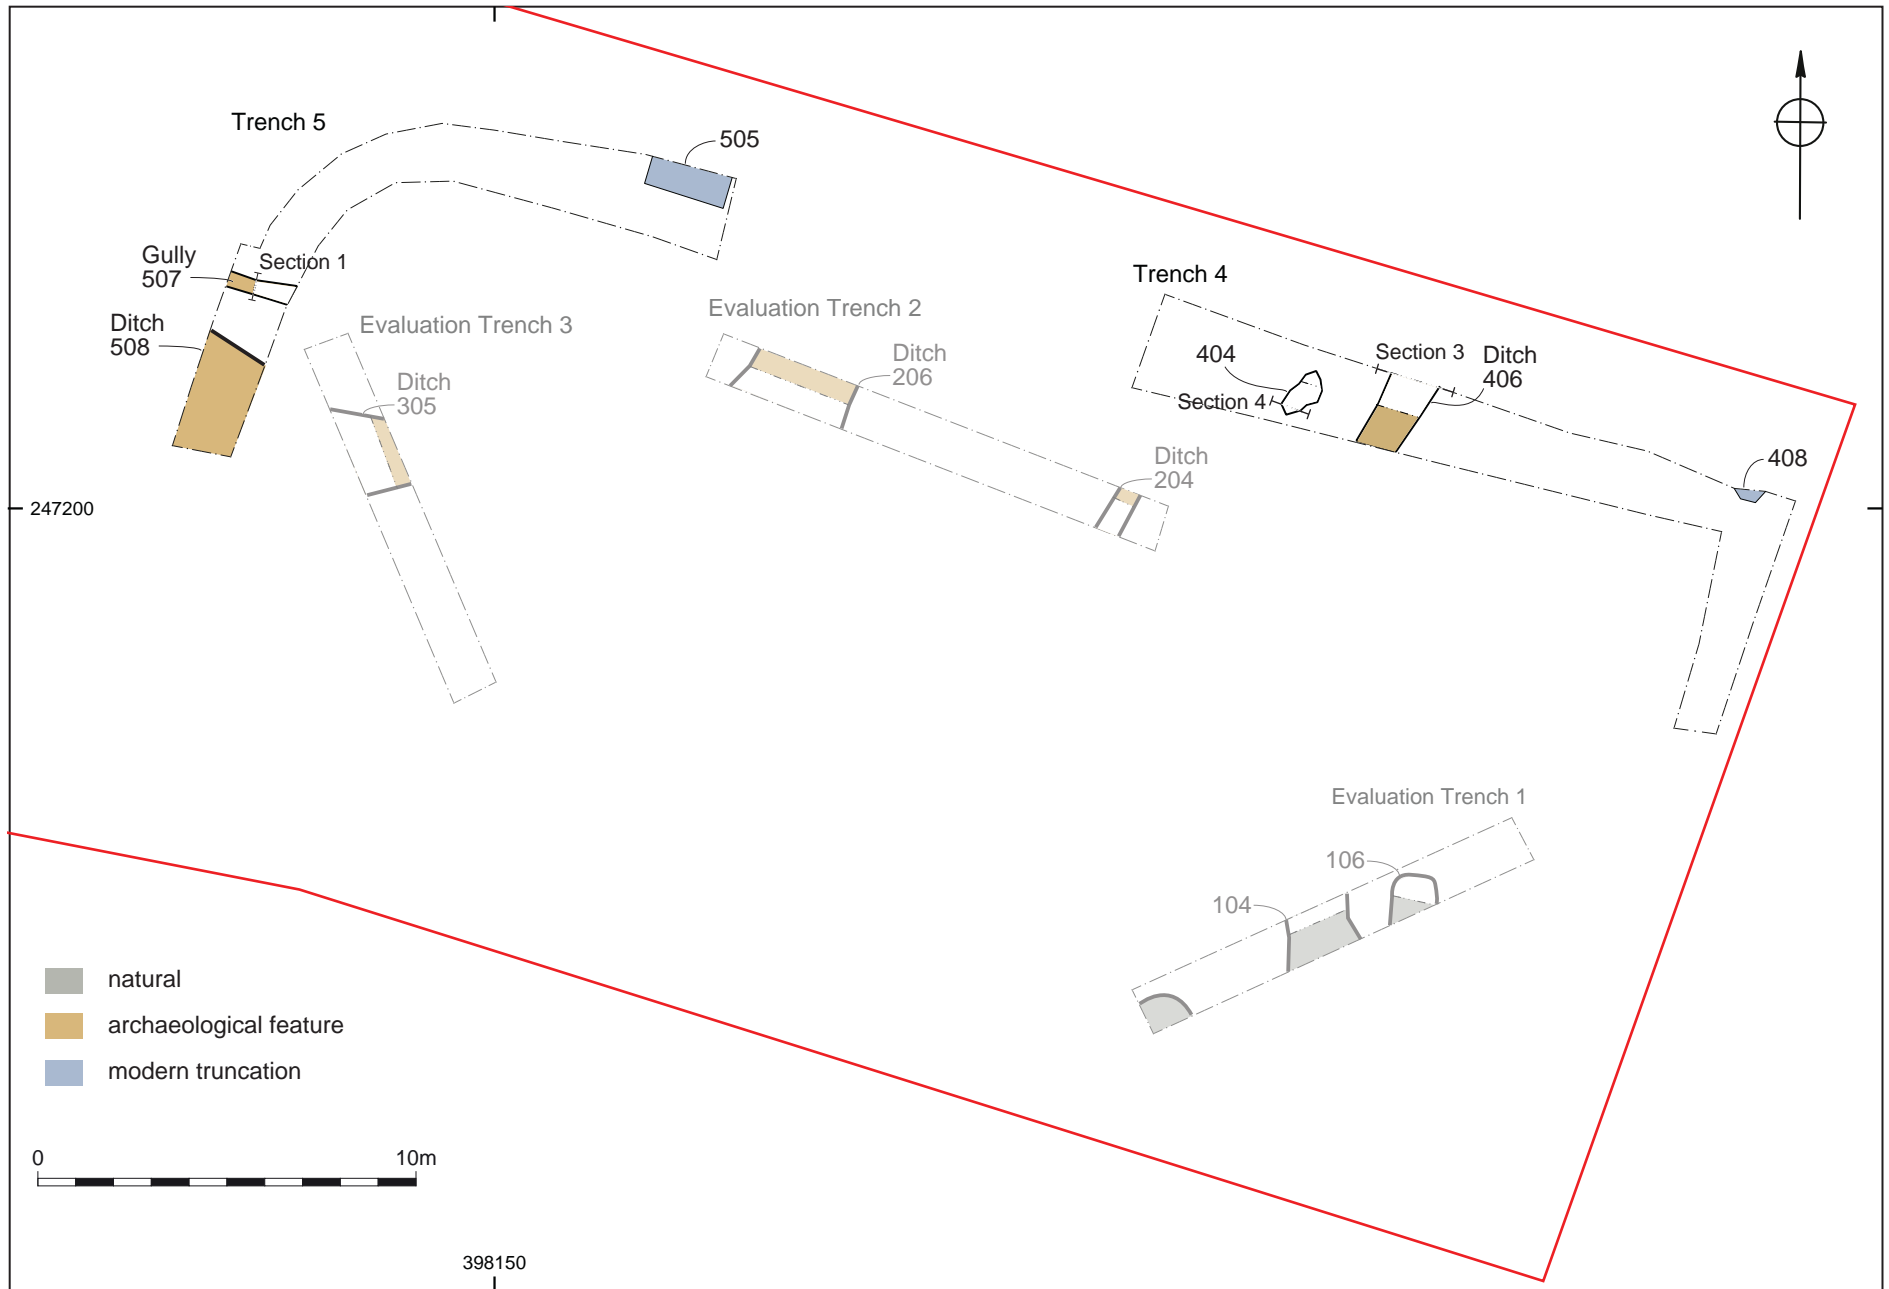 Trench 5
505
Gully
507
Section 1
Ditch
508
Evaluation Trench 3
Ditch
305
Evaluation Trench 2
Ditch
206
Ditch
204
Trench 4
404
Section 3
Ditch
406
Section 4
408
247200
Evaluation Trench 1
106
104
natural
archaeological feature
modern truncation
0
10m
398150